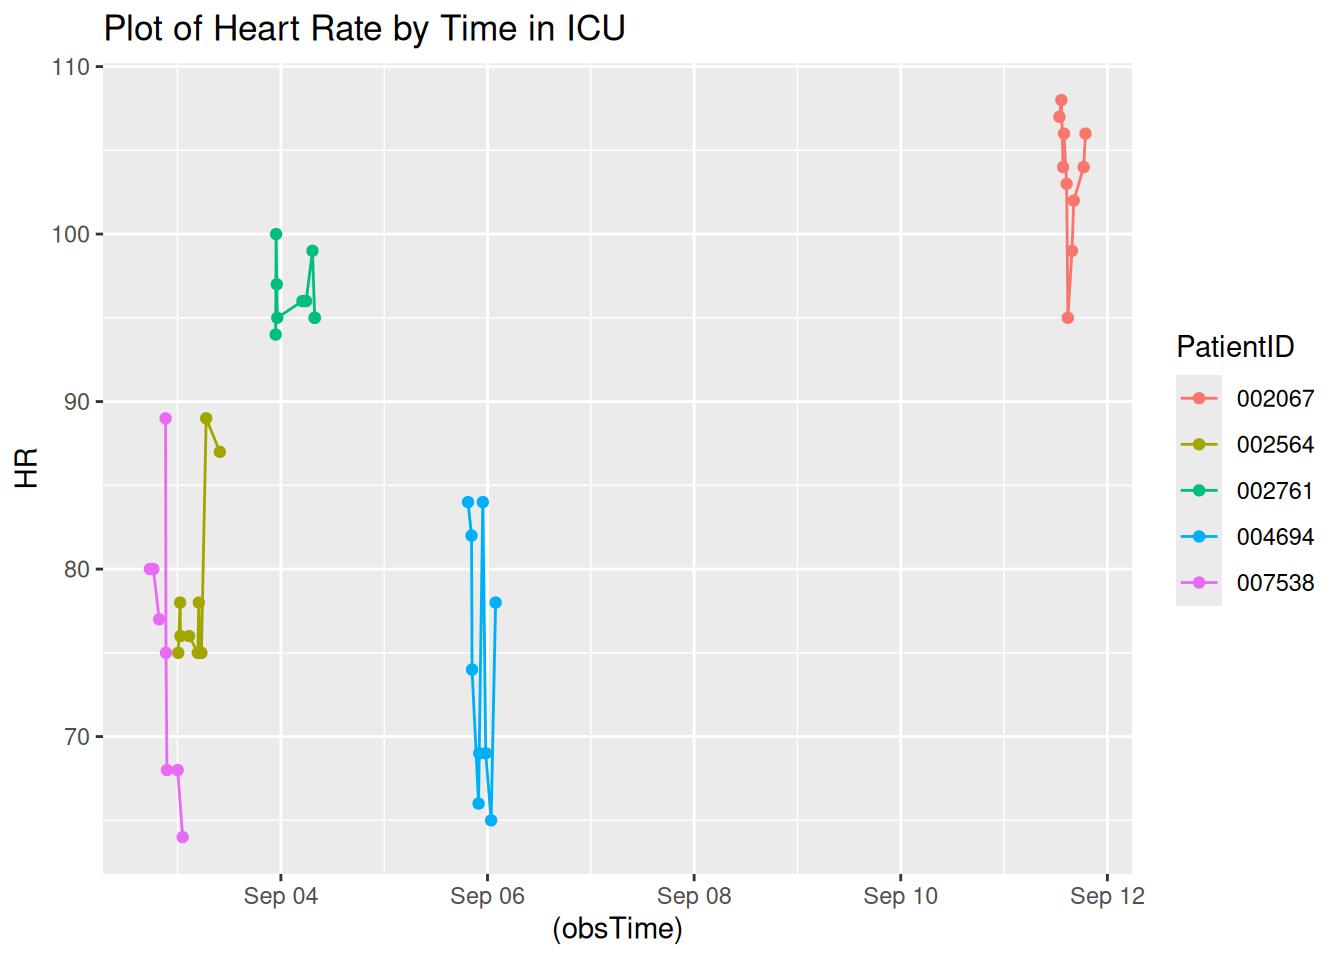 Plot of Heart Rate by Time in ICU
110
100
90
80
70
HR
Sep 04
Sep 06
Sep 08
Sep 10
Sep 12
(obsTime)
PatientID
002067
002564
002761
004694
007538